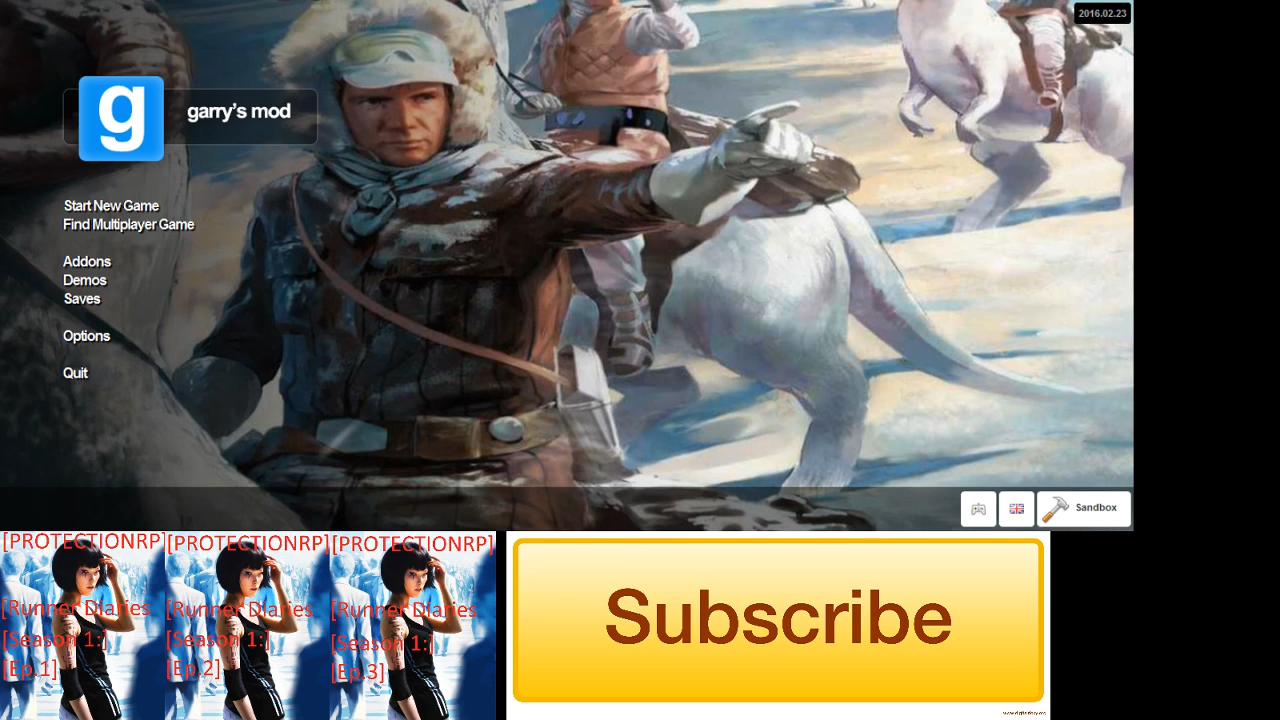 2016.02.23
g
garry's mod
Start New Game
Find Multiplayer Game
Addons
Demos
Saves
Options
Quit
Sandbox
[PROTECTIONRP]
[Runner Diaries
[Season 1:]
[Ep.1]
[PROTECTIONRP]
[Runner Diaries
[Season 1:]
[Ep.2]
[PROTECTIONRP]
[Runner Diaries
[Season 1:]
[Ep.3]
Subscribe